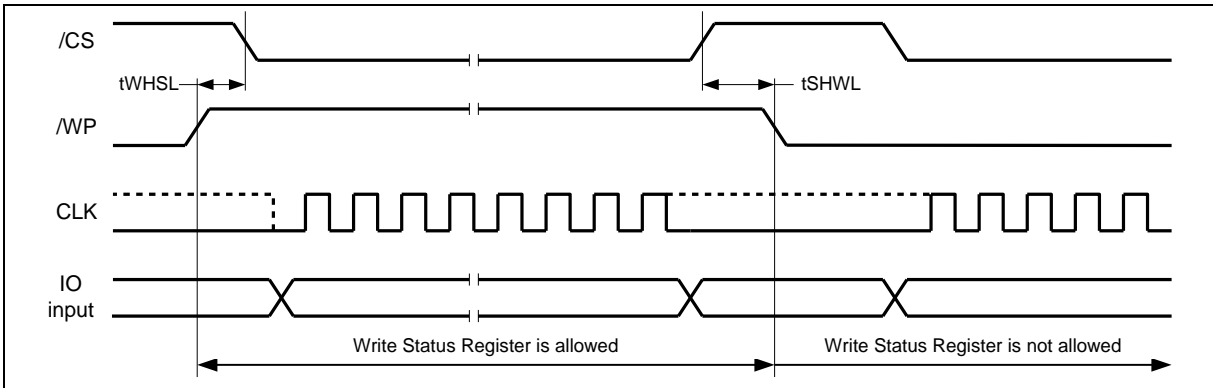 /CS
tWHSL
tSHWL
/WP
CLK
IO
input
Write Status Register is allowed
Write Status Register is not allowed